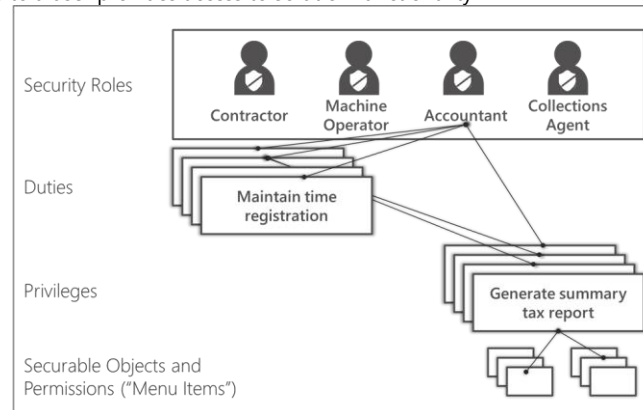 Security Roles
Contractor
Machine
Operator
Accountant
Collections
Agent
Duties
Maintain time
registration
Privileges
Generate summary
tax report
Securable Objects and
Permissions ("Menu Items")